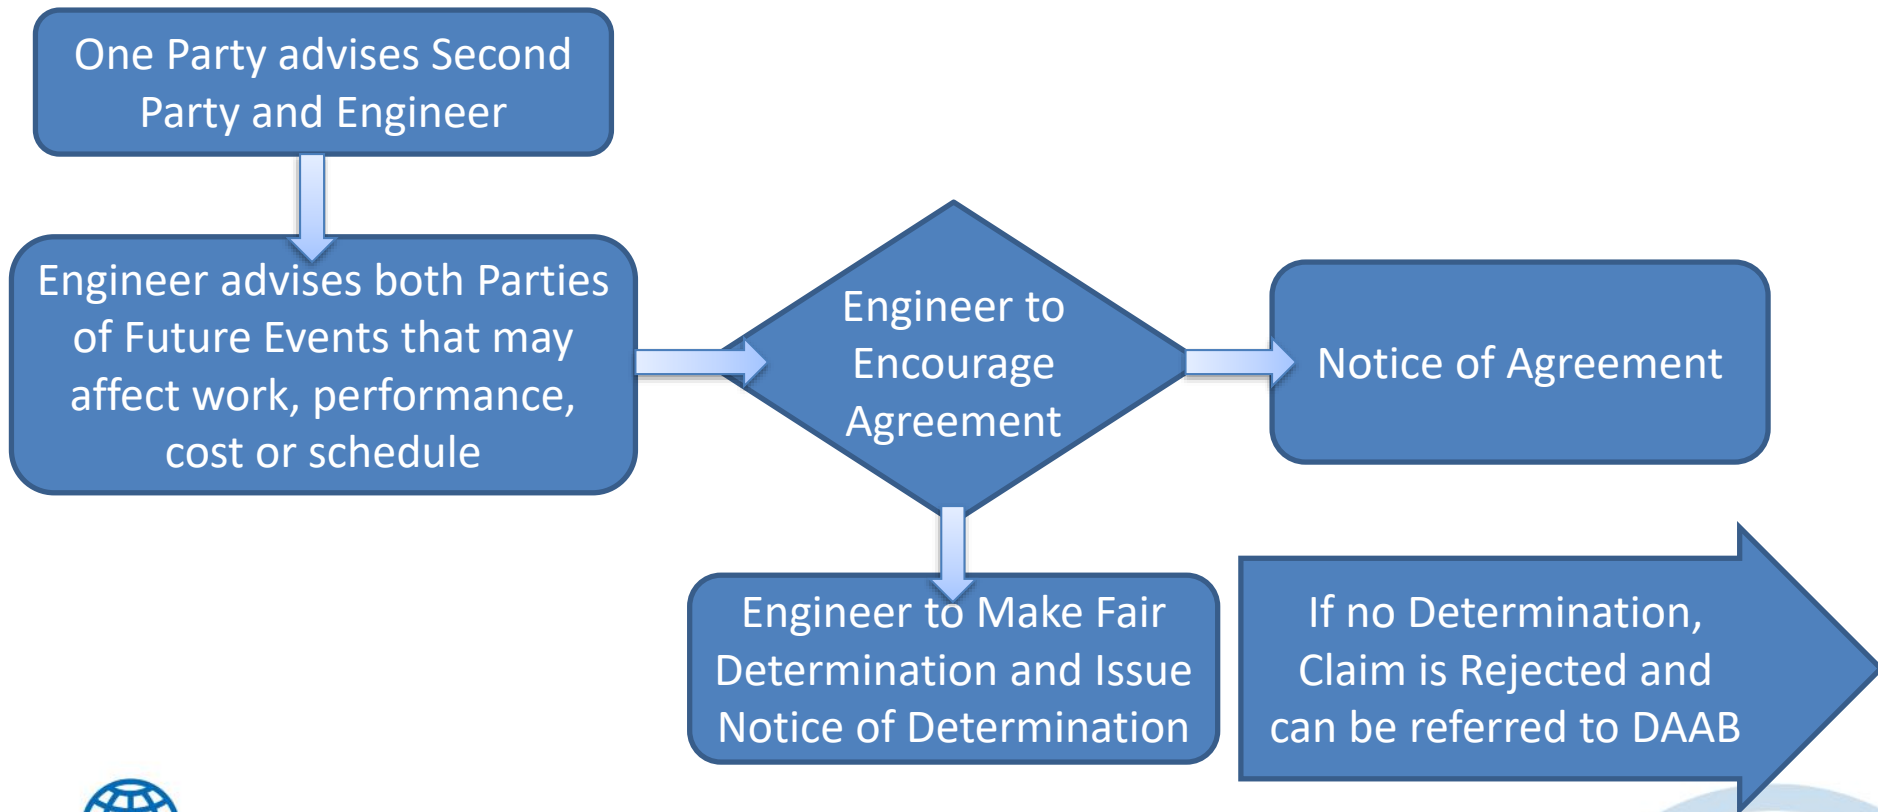 One Party advises Second
Party and Engineer
Engineer advises both Parties
of Future Events that may
affect work, performance,
cost or schedule
Engineer to
Encourage
Agreement
Notice of Agreement
Engineer to Make Fair
Determination and Issue
Notice of Determination
If no Determination,
Claim is Rejected and
can be referred to DAAB